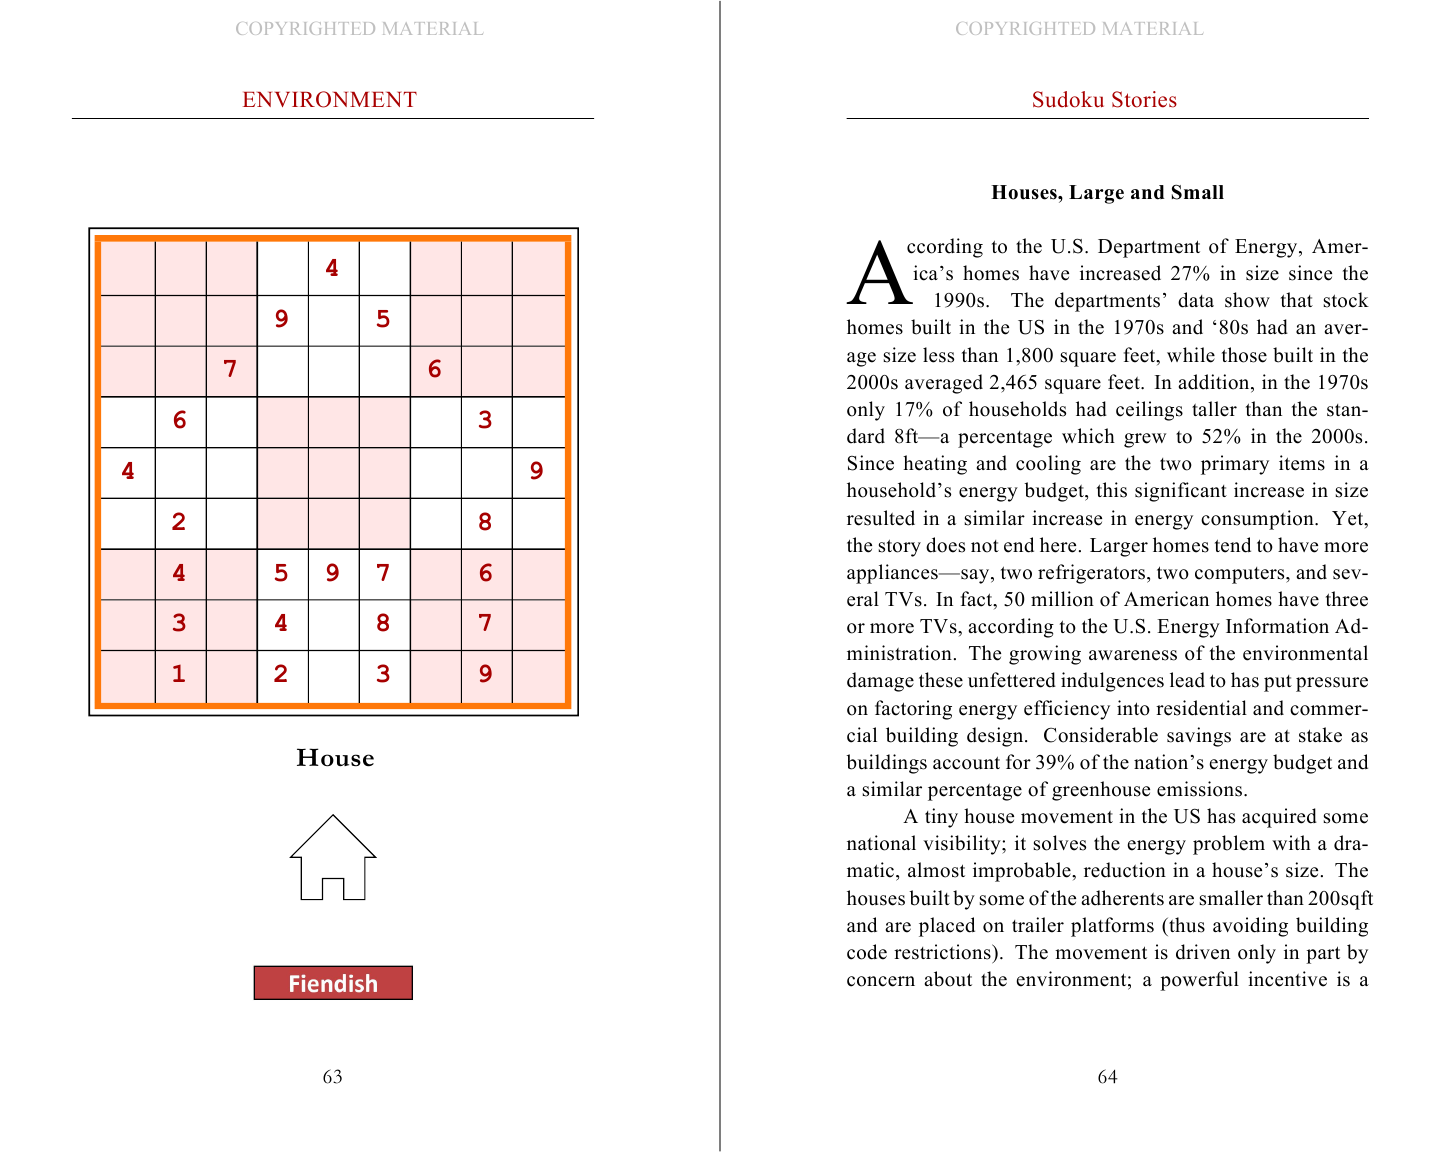 COPYRIGHTED MATERIAL
ENVIRONMENT
4
9 5
7 6
6 3
4 9
2 8
4 5 9 7 6
3 4 8 7
1 2 3 9
House
Fiendish
63
COPYRIGHTED MATERIAL
Sudoku Stories
Houses, Large and Small
According to the U.S. Department of Energy, Amer-
ica’s homes have increased 27% in size since the
1990s. The departments’ data show that stock
homes built in the US in the 1970s and ‘80s had an aver-
age size less than 1,800 square feet, while those built in the
2000s averaged 2,465 square feet. In addition, in the 1970s
only 17% of households had ceilings taller than the stan-
dard 8ft—a percentage which grew to 52% in the 2000s.
Since heating and cooling are the two primary items in a
household’s energy budget, this significant increase in size
resulted in a similar increase in energy consumption. Yet,
the story does not end here. Larger homes tend to have more
appliances—say, two refrigerators, two computers, and sev-
eral TVs. In fact, 50 million of American homes have three
or more TVs, according to the U.S. Energy Information Ad-
ministration. The growing awareness of the environmental
damage these unfettered indulgences lead to has put pressure
on factoring energy efficiency into residential and commer-
cial building design. Considerable savings are at stake as
buildings account for 39% of the nation’s energy budget and
a similar percentage of greenhouse emissions.
A tiny house movement in the US has acquired some
national visibility; it solves the energy problem with a dra-
matic, almost improbable, reduction in a house’s size. The
houses built by some of the adherents are smaller than 200sqft
and are placed on trailer platforms (thus avoiding building
code restrictions). The movement is driven only in part by
concern about the environment; a powerful incentive is a
64